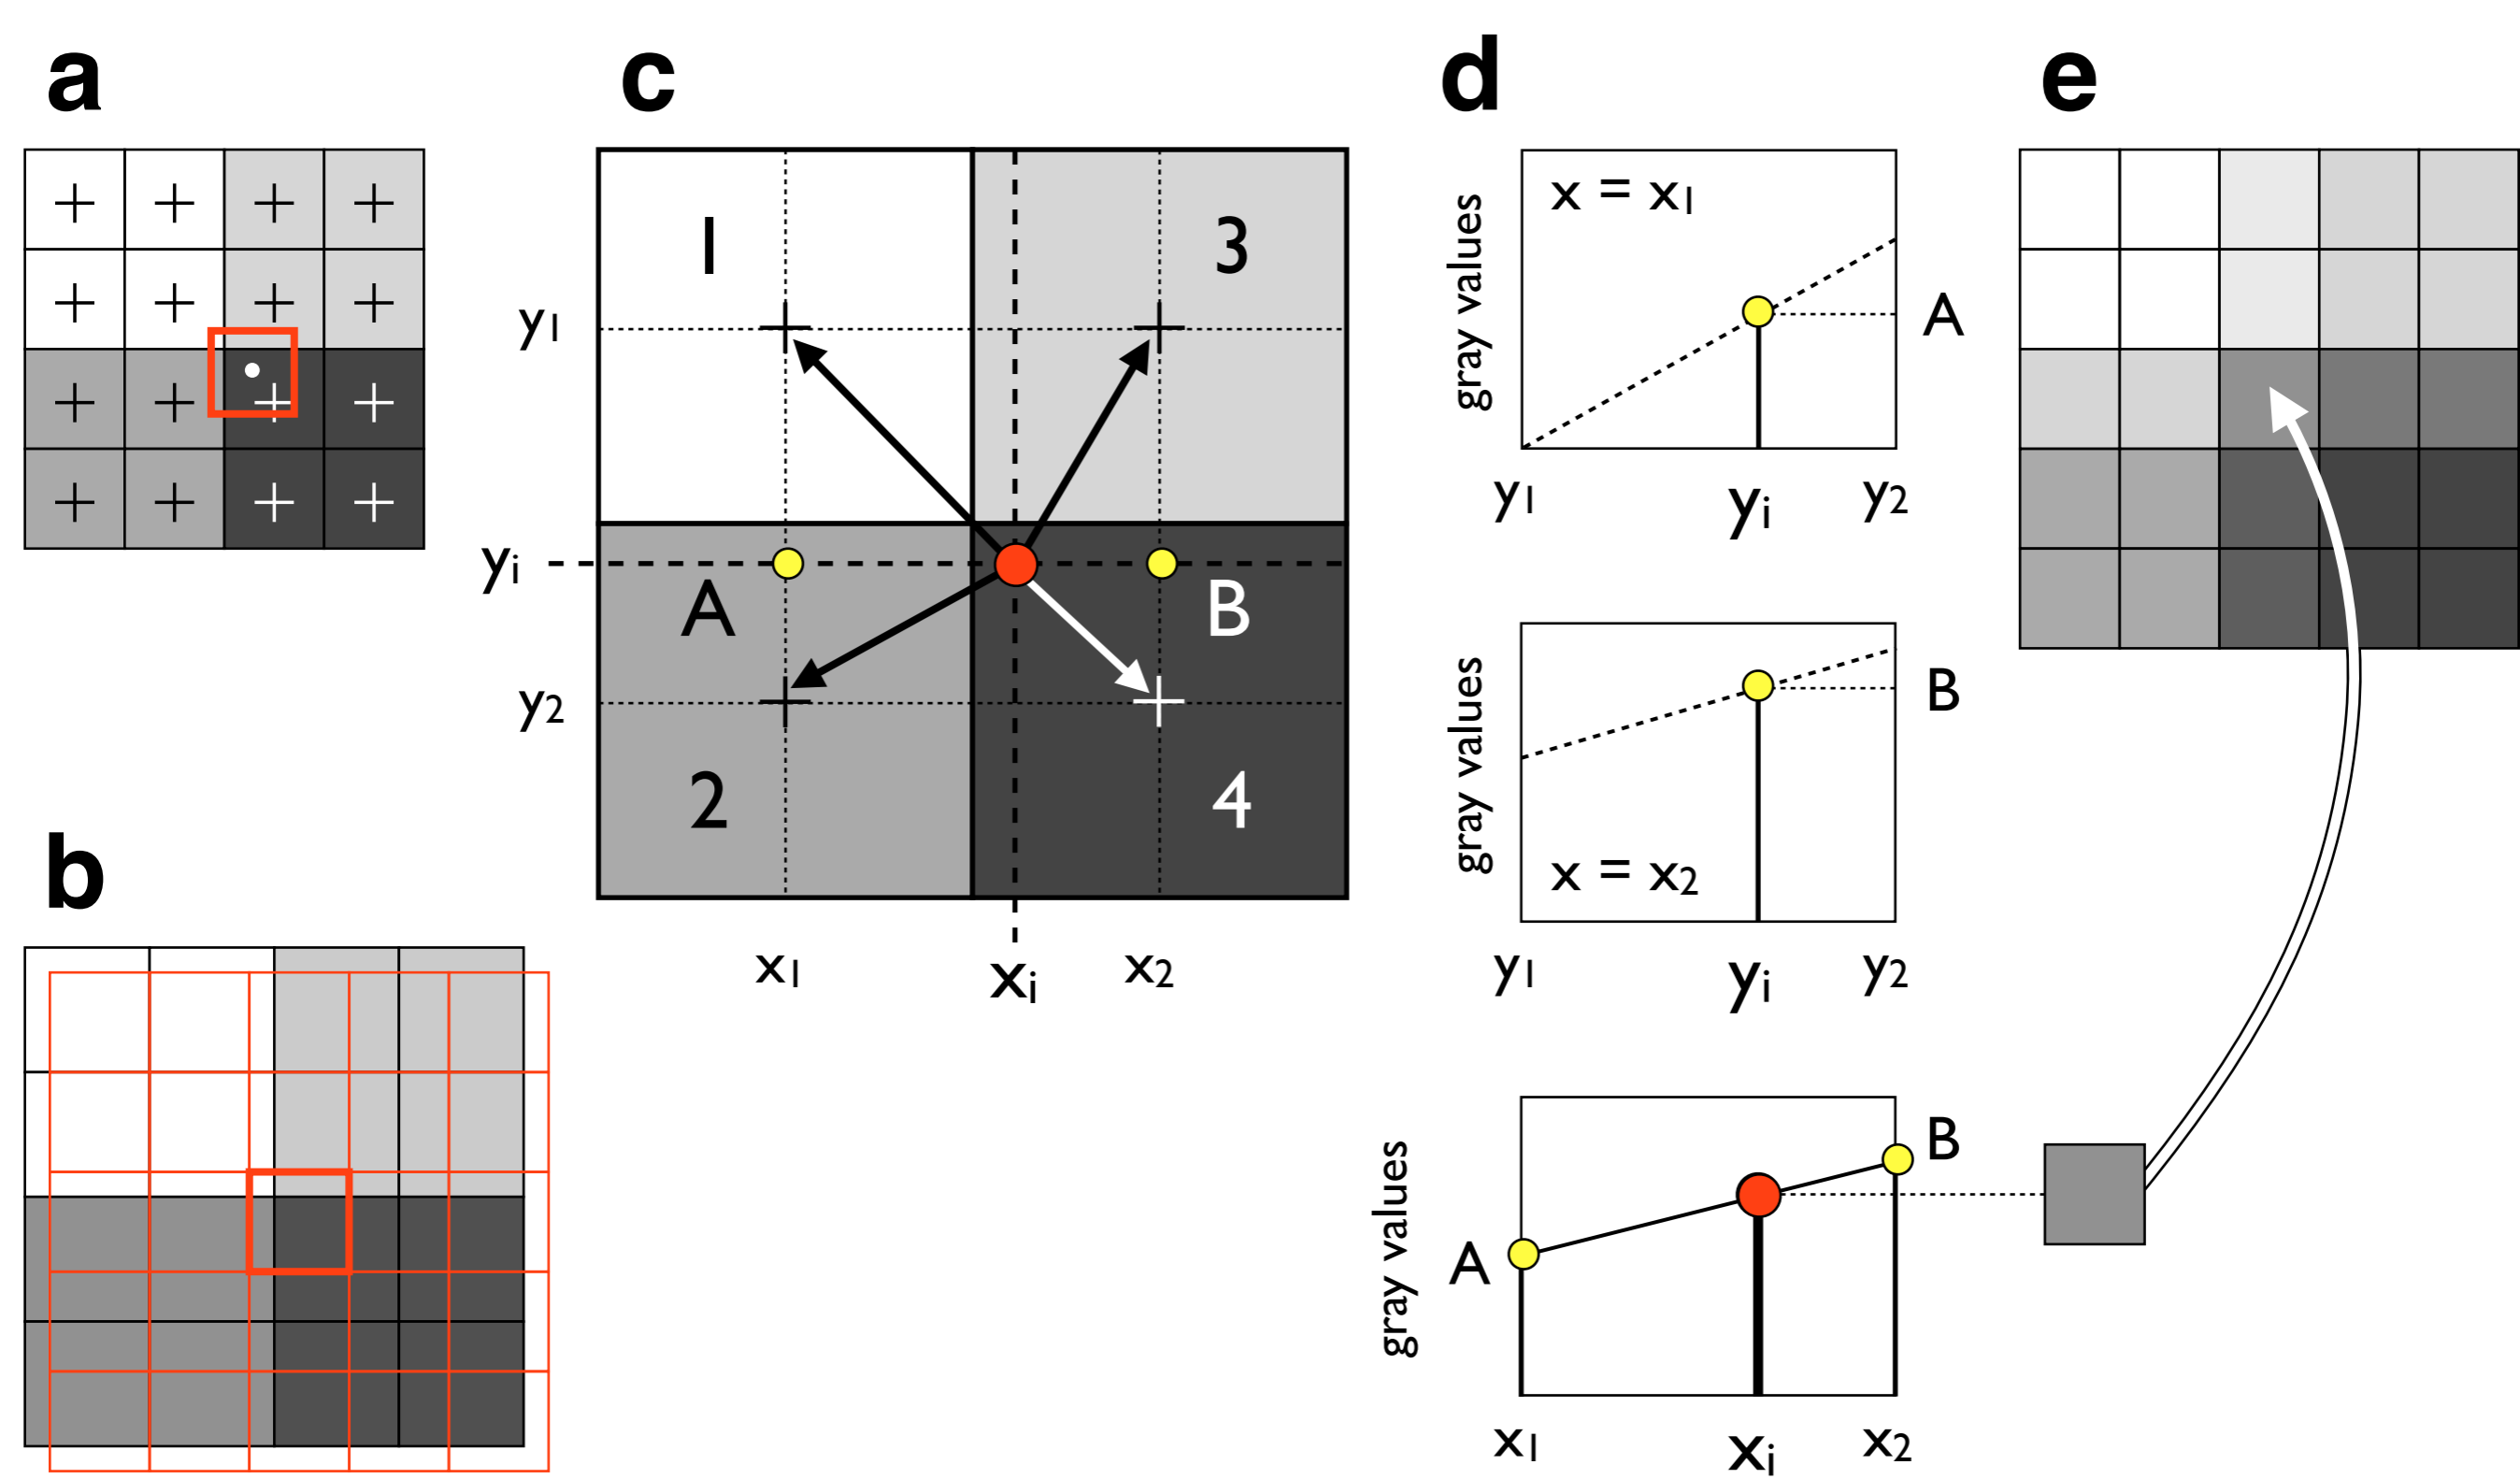 a
b
c
1
3
y1
yi
A
B
y2
2
4
x1
xi
x2
d
gray values
x = x1
A
y1
yi
y2
gray values
B
x = x2
y1
yi
y2
gray values
A
B
x1
xi
x2
e